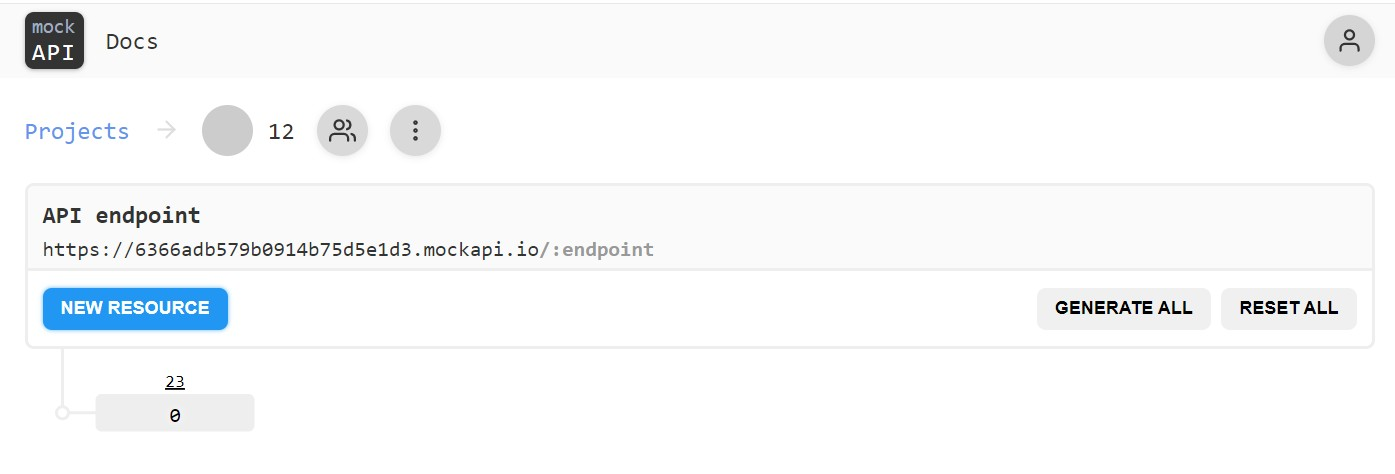 mock
API
Docs
Projects
12
API endpoint
https://6366adb579b0914b75d5e1d3.mockapi.io/:endpoint
NEW RESOURCE
GENERATE ALL
RESET ALL
23
0